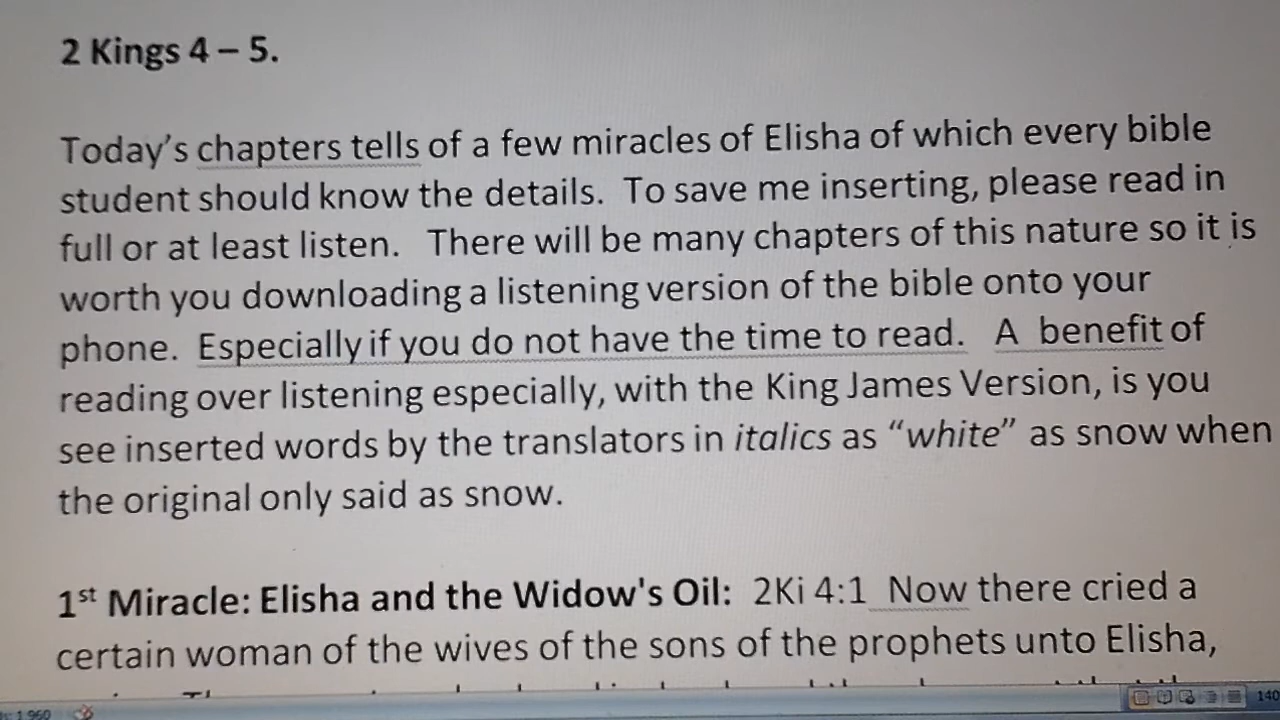 2 Kings 4 – 5.
Today's chapters tells of a few miracles of Elisha of which every bible
student should know the details.  To save me inserting, please read in
full or at least listen.   There will be many chapters of this nature so it is
worth you downloading a listening version of the bible onto your
phone.  Especially if you do not have the time to read.   A  benefit of
reading over listening especially, with the King James Version, is you
see inserted words by the translators in italics as “white” as snow when
the original only said as snow.
1st Miracle: Elisha and the Widow's Oil:  2Ki 4:1  Now there cried a
certain woman of the wives of the sons of the prophets unto Elisha,
1,960
140